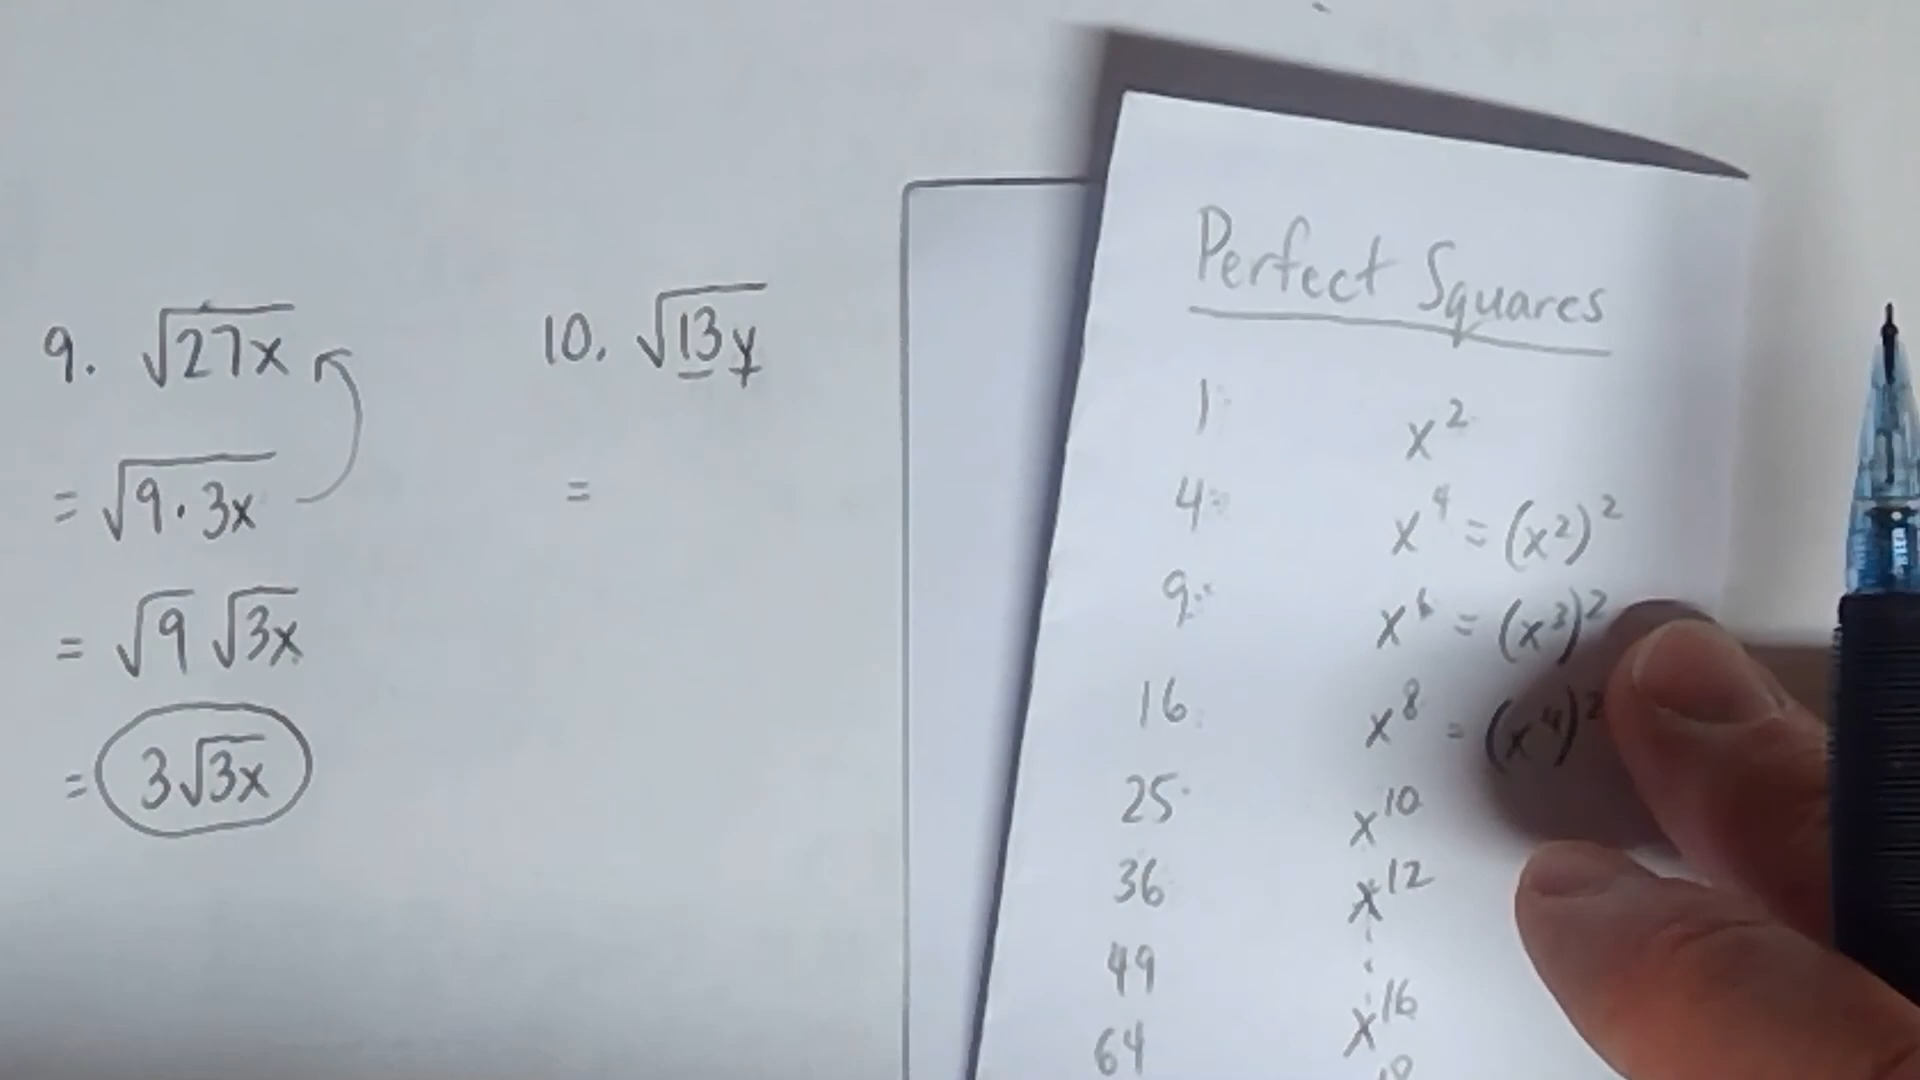 9. √27x
= √9·3x
= √9 √3x
= 3√3x
10. √13y
=
Perfect Squares
1 x²
4 x⁴ = (x²)²
9 x⁶ = (x³)²
16 x⁸ = (x⁴)²
25 x¹⁰
36 x¹²
49
64 x¹⁶